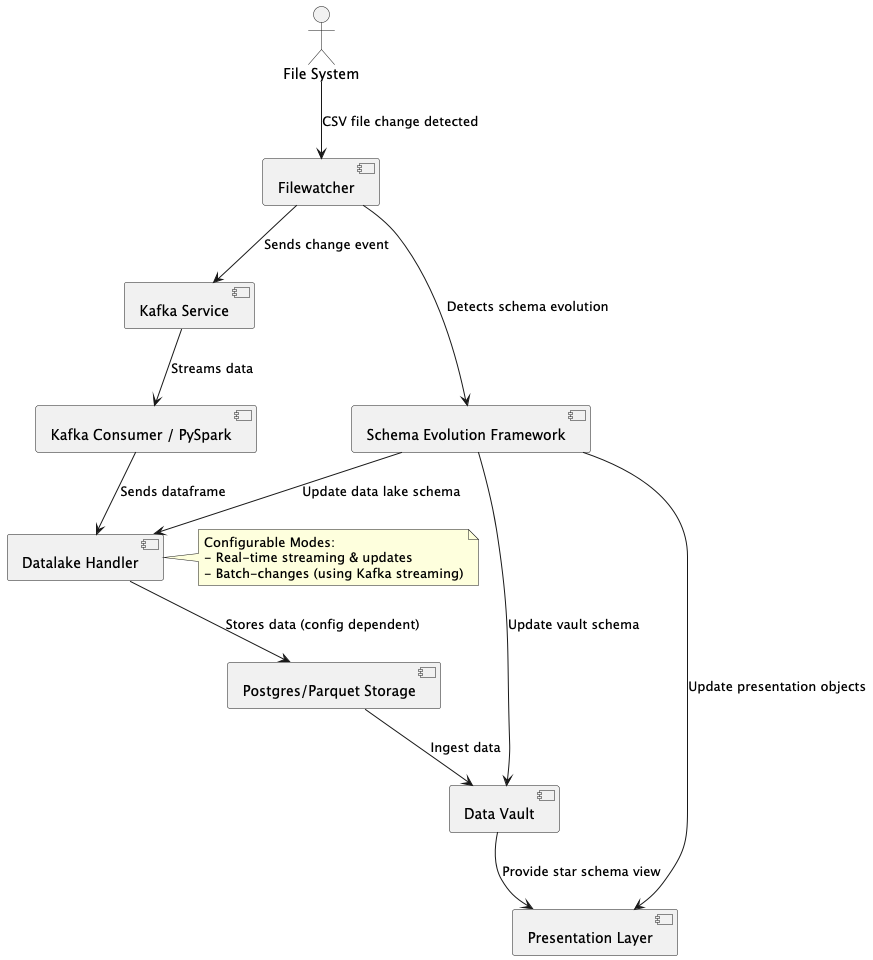 File System
CSV file change detected
Filewatcher
Sends change event
Detects schema evolution
Kafka Service
Streams data
Kafka Consumer / PySpark
Schema Evolution Framework
Sends dataframe
Update data lake schema
Configurable Modes:
- Real-time streaming & updates
- Batch-changes (using Kafka streaming)
Datalake Handler
Stores data (config dependent)
Update vault schema
Postgres/Parquet Storage
Update presentation objects
Ingest data
Data Vault
Provide star schema view
Presentation Layer